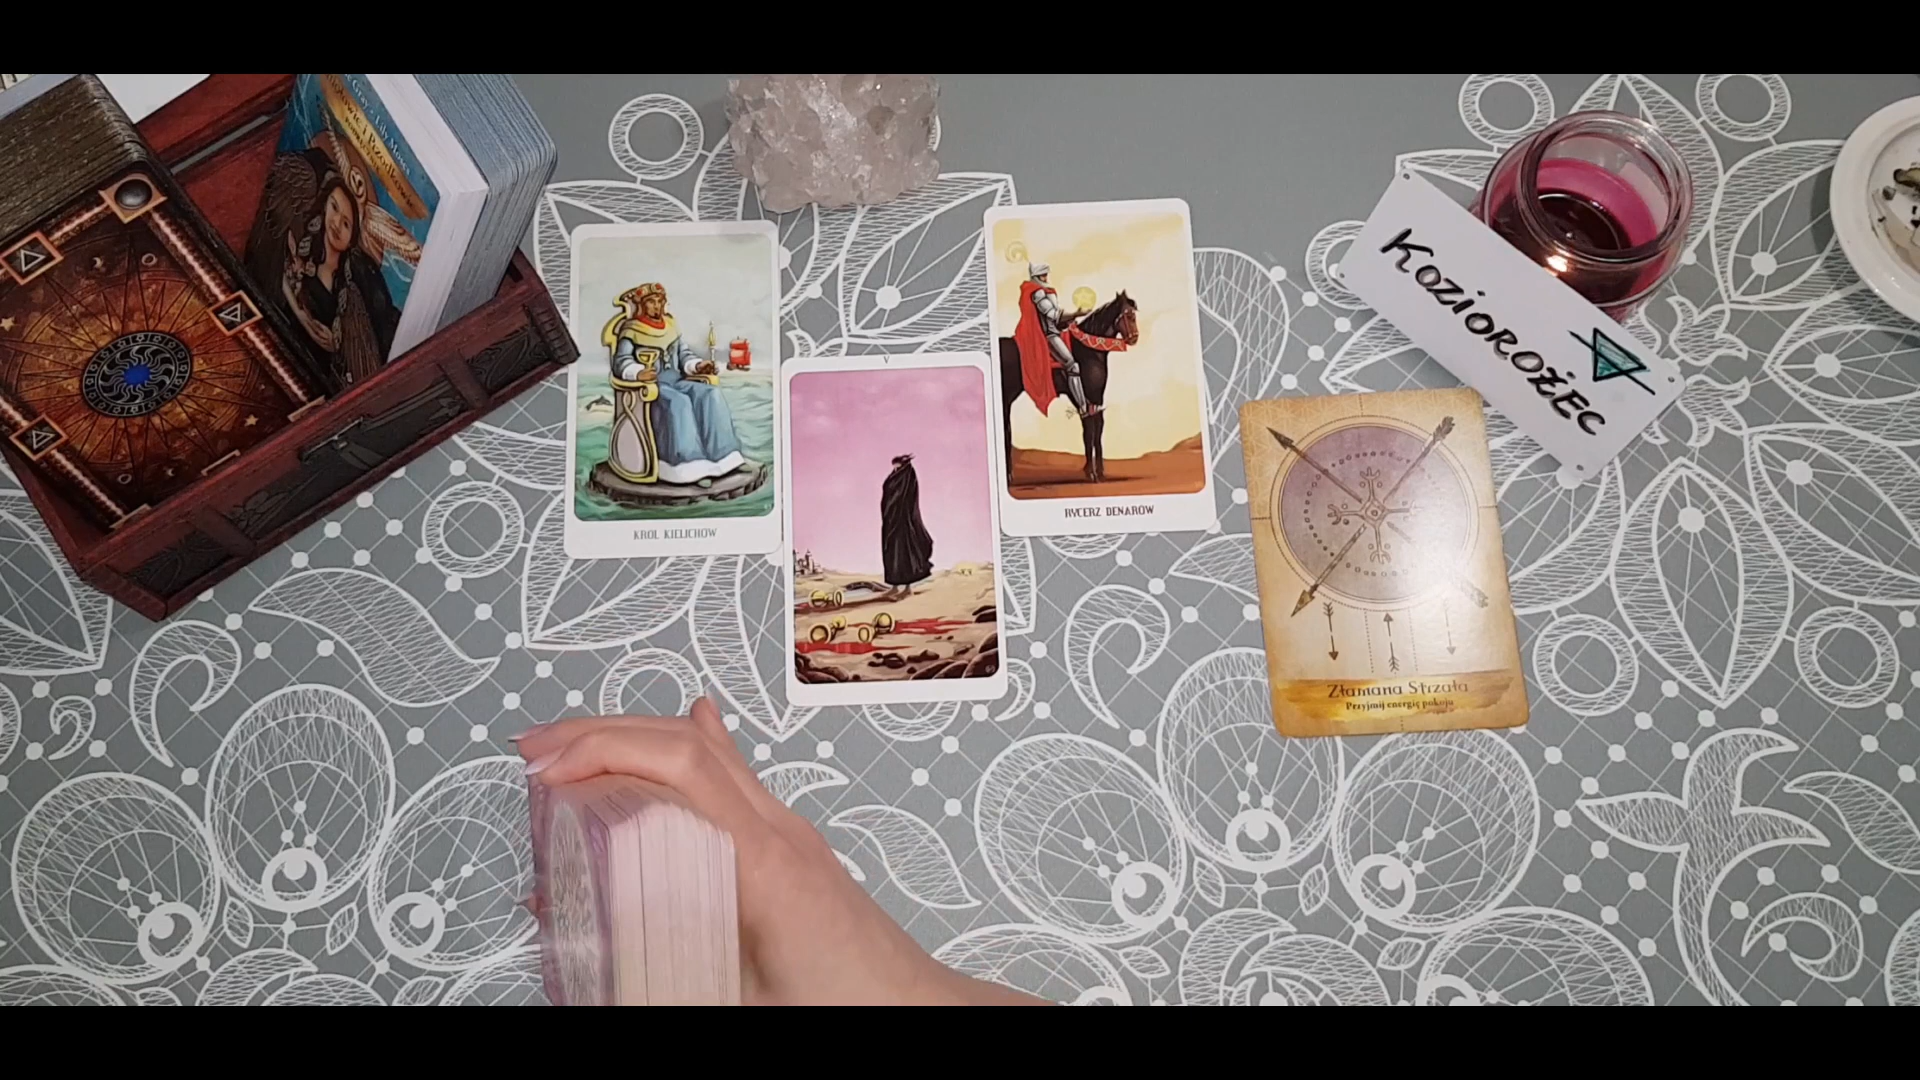 KRÓL KIELICHÓW
V
RYCERZ DENARÓW
KOZIOROŻEC
Złamana Strzała
Przyjmij energię pokoju